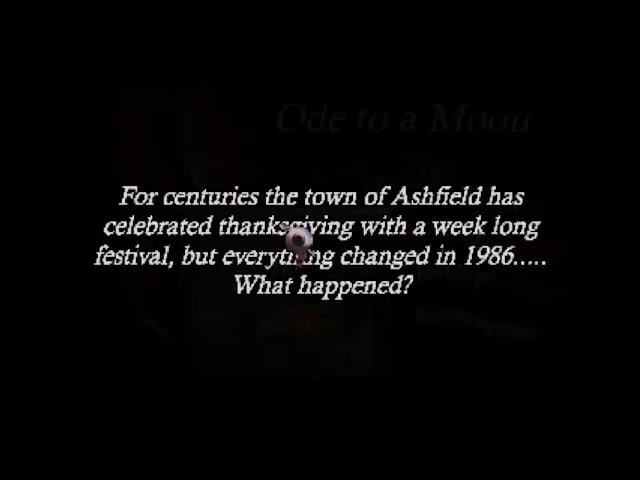 Ode to a Moon
For centuries the town of Ashfield has
celebrated thanksgiving with a week long
festival, but everything changed in 1986.....
What happened?